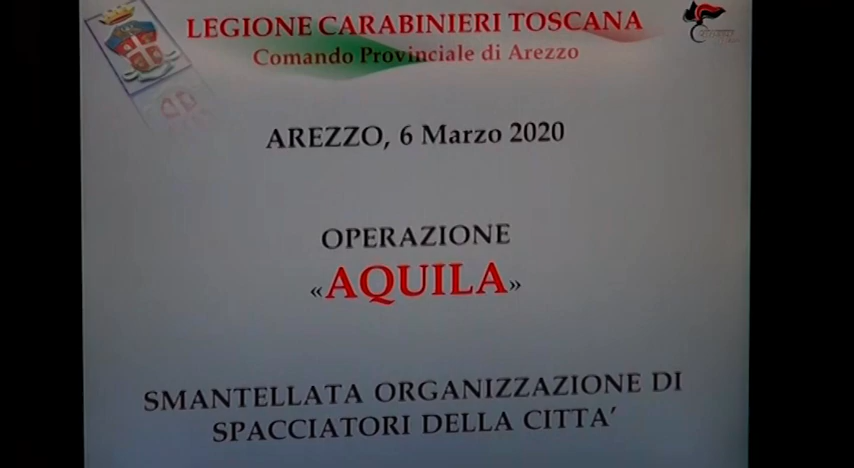 LEGIONE CARABINIERI TOSCANA
Comando Provinciale di Arezzo
AREZZO, 6 Marzo 2020
OPERAZIONE
«AQUILA»
SMANTELLATA ORGANIZZAZIONE DI
SPACCIATORI DELLA CITTA’